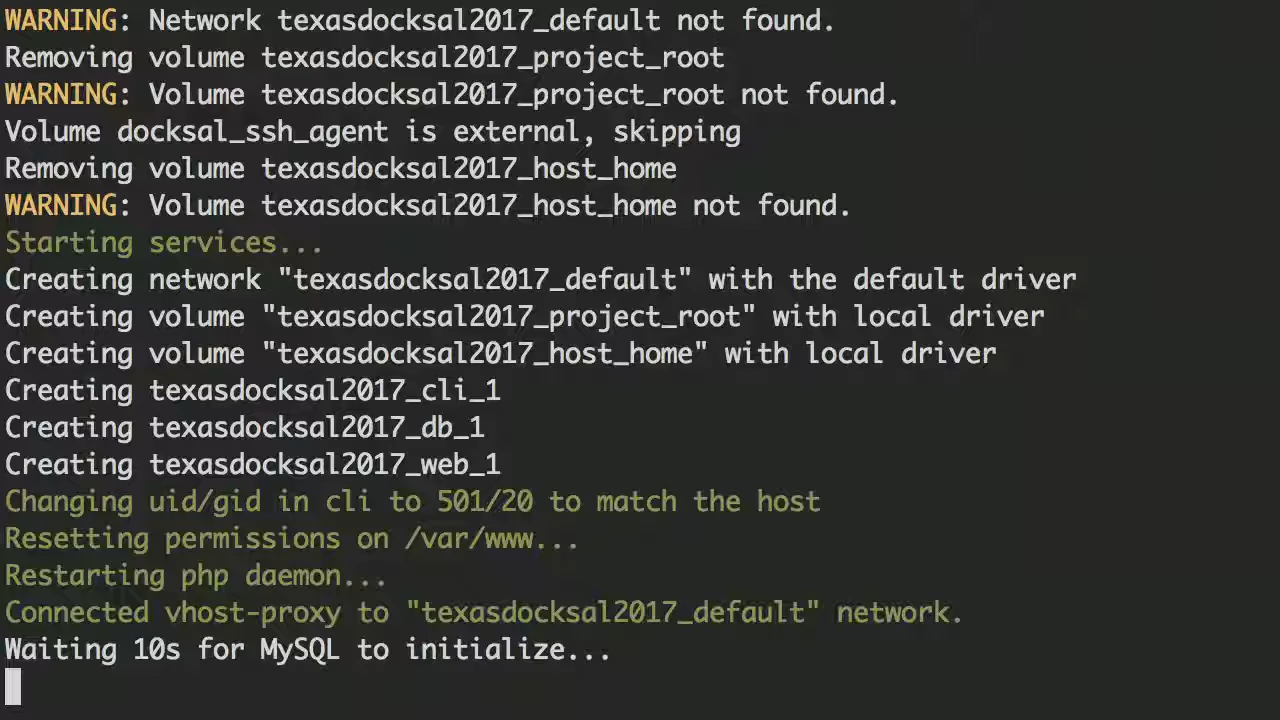 WARNING: Network texasdocksal2017_default not found.
Removing volume texasdocksal2017_project_root
WARNING: Volume texasdocksal2017_project_root not found.
Volume docksal_ssh_agent is external, skipping
Removing volume texasdocksal2017_host_home
WARNING: Volume texasdocksal2017_host_home not found.
Starting services...
Creating network "texasdocksal2017_default" with the default driver
Creating volume "texasdocksal2017_project_root" with local driver
Creating volume "texasdocksal2017_host_home" with local driver
Creating texasdocksal2017_cli_1
Creating texasdocksal2017_db_1
Creating texasdocksal2017_web_1
Changing uid/gid in cli to 501/20 to match the host
Resetting permissions on /var/www...
Restarting php daemon...
Connected vhost-proxy to "texasdocksal2017_default" network.
Waiting 10s for MySQL to initialize...